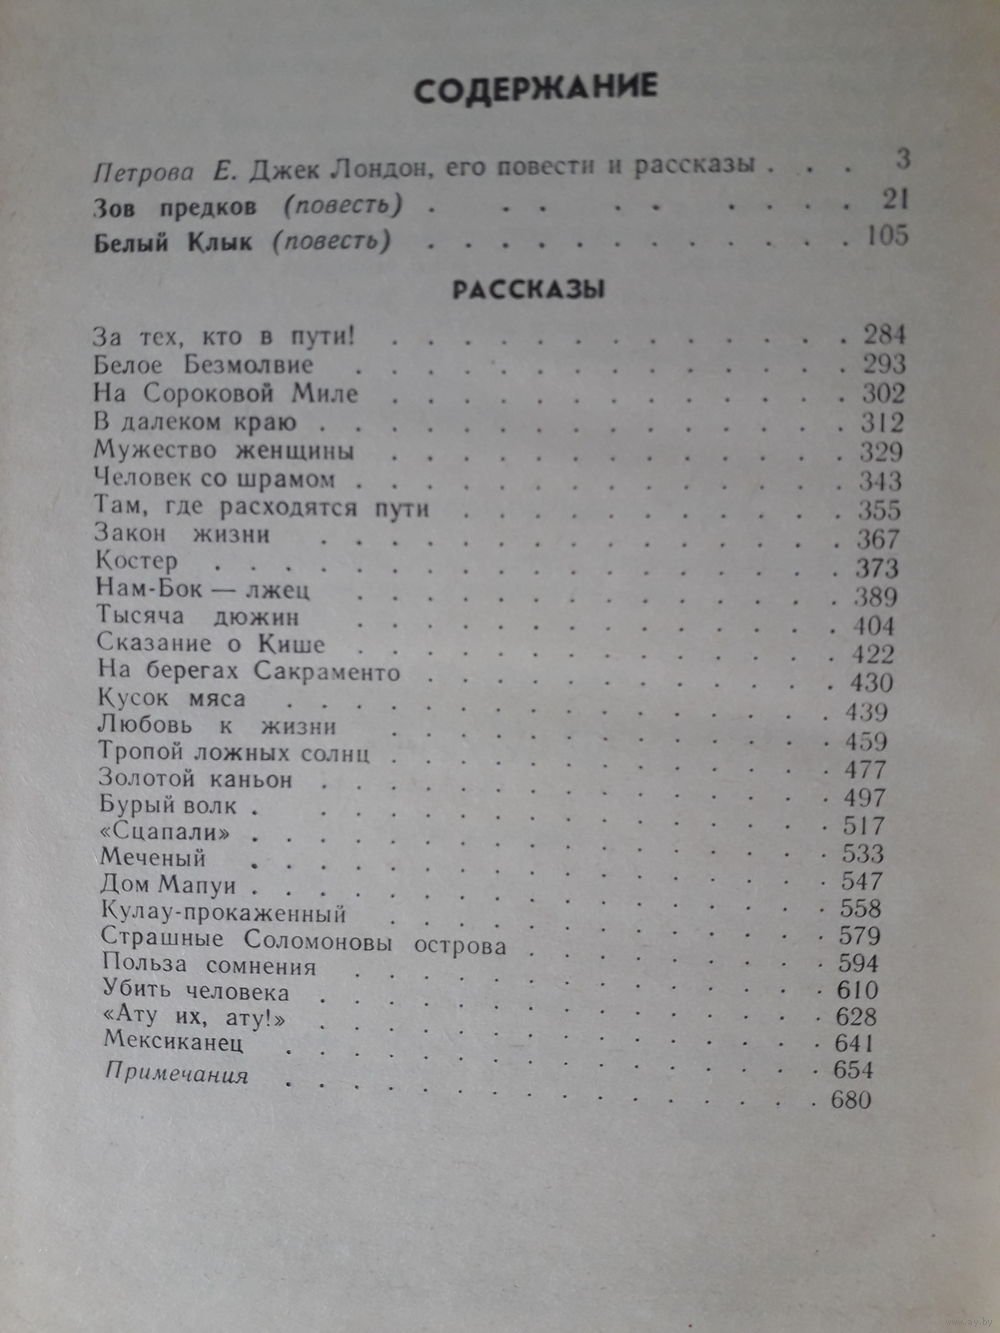 СОДЕРЖАНИЕ
Петрова Е. Джек Лондон, его повести и рассказы . . . 3
Зов предков (повесть) . . . . . . . . . 21
Белый Клык (повесть) . . . . . . . . . . . . 105
РАССКАЗЫ
За тех, кто в пути! . . . . . . . . . . . . . 284
Белое Безмолвие . . . . . . . . . . . . . . 293
На Сороковой Миле . . . . . . . . . . . . . 302
В далеком краю . . . . . . . . . . . . . . . 312
Мужество женщины . . . . . . . . . . . . . 329
Человек со шрамом . . . . . . . . . . . . . . 343
Там, где расходятся пути . . . . . . . . . . . 355
Закон жизни . . . . . . . . . . . . . . . 367
Костер . . . . . . . . . . . . . . . . . . 373
Нам-Бок — лжец . . . . . . . . . . . . . . 389
Тысяча дюжин . . . . . . . . . . . . . . 404
Сказание о Кише . . . . . . . . . . . . . . 422
На берегах Сакраменто . . . . . . . . . . . . 430
Кусок мяса . . . . . . . . . . . . . . . . 439
Любовь к жизни . . . . . . . . . . . . . 459
Тропой ложных солнц . . . . . . . . . . . . . 477
Золотой каньон . . . . . . . . . . . . . . . 497
Бурый волк . . . . . . . . . . . . . . . . 517
«Сцапали» . . . . . . . . . . . . . . . . . 533
Меченый . . . . . . . . . . . . . . . . . 547
Дом Мапуи . . . . . . . . . . . . . . . . . 558
Кулау-прокаженный . . . . . . . . . . . . . 579
Страшные Соломоновы острова . . . . . . . . . 594
Польза сомнения . . . . . . . . . . . . . . 610
Убить человека . . . . . . . . . . . . . . . 628
«Ату их, ату!» . . . . . . . . . . . . . . . 641
Мексиканец . . . . . . . . . . . . . . . . 654
Примечания . . . . . . . . . . . . . . . . 680
www.ay.by